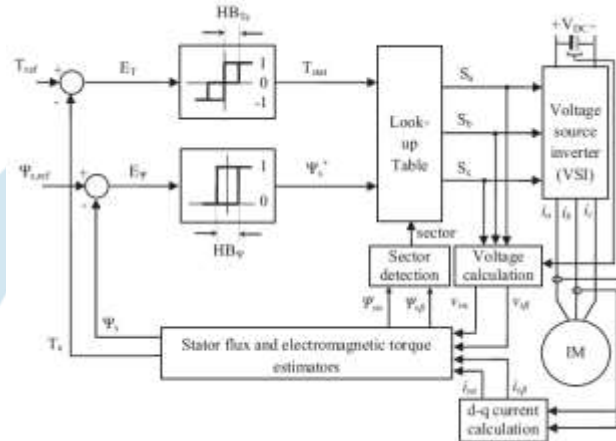 HB_Te
+V_DC−
T_ref
+
-
E_T
1
0
-1
S_a
Look-
up
Table
S_b
Voltage
source
inverter
(VSI)
Ψ_s,ref
+
-
E_Ψ
1
0
Ψ_s*
S_c
i_a
i_b
i_c
HB_Ψ
sector
Sector
detection
Voltage
calculation
Ψ_sα
Ψ_sβ
v_sα
v_sβ
Ψ_s
T_e
Stator flux and electromagnetic torque
estimators
IM
i_sα
i_sβ
d-q current
calculation